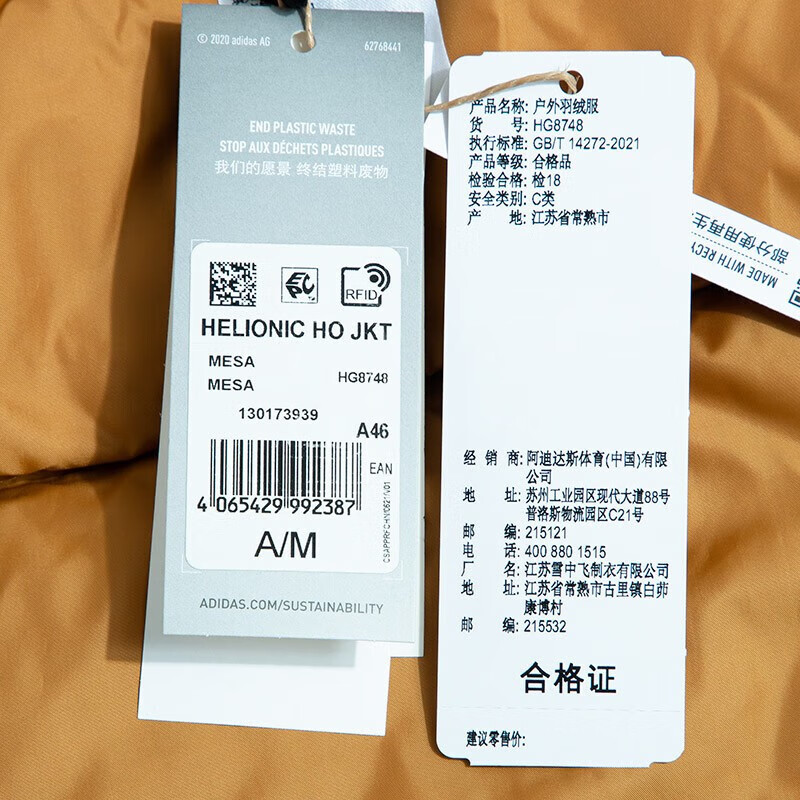 © 2020 adidas AG
62768441
END PLASTIC WASTE
STOP AUX DÉCHETS PLASTIQUES
我们的愿景 终结塑料废物
EPC
RFID
HELIONIC HO JKT
MESA
MESA
HG8748
130173939
A46
EAN
4 065429 992387
A/M
ADIDAS.COM/SUSTAINABILITY
产品名称: 户外羽绒服
货 号: HG8748
执行标准: GB/T 14272-2021
产品等级: 合格品
检验合格: 检18
安全类别: C类
产 地: 江苏省常熟市
经 销 商: 阿迪达斯体育(中国)有限
公司
地 址: 苏州工业园区现代大道88号
普洛斯物流园区C21号
邮 编: 215121
电 话: 400 880 1515
厂 名: 江苏雪中飞制衣有限公司
地 址: 江苏省常熟市古里镇白茆
康博村
邮 编: 215532
合格证
建议零售价:
MADE WITH RECY
部分使用再生